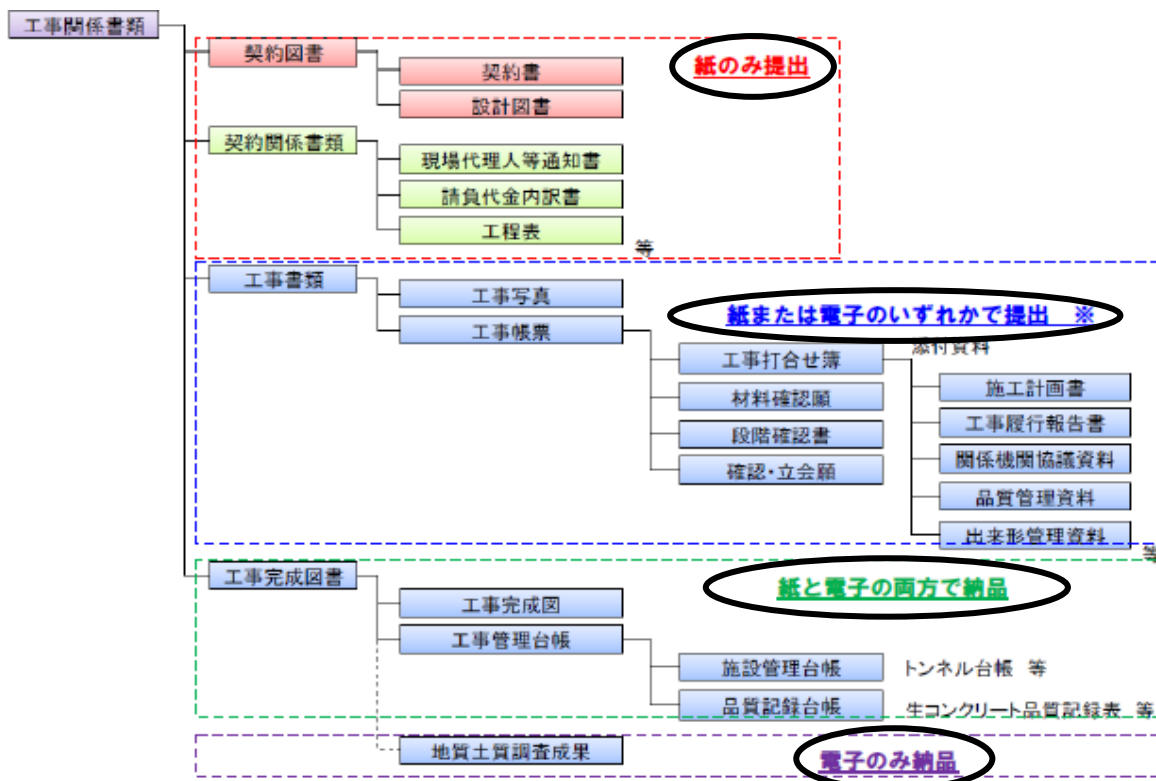 工事関係書類
契約図書
紙のみ提出
契約書
設計図書
契約関係書類
現場代理人等通知書
請負代金内訳書
工程表
等
工事書類
工事写真
紙または電子のいずれかで提出 ※
工事帳票
添付資料
工事打合せ簿
施工計画書
材料確認願
工事履行報告書
段階確認書
関係機関協議資料
確認・立会願
品質管理資料
出来形管理資料
等
工事完成図書
紙と電子の両方で納品
工事完成図
工事管理台帳
施設管理台帳 トンネル台帳 等
品質記録台帳 生コンクリート品質記録表 等
地質土質調査成果
電子のみ納品